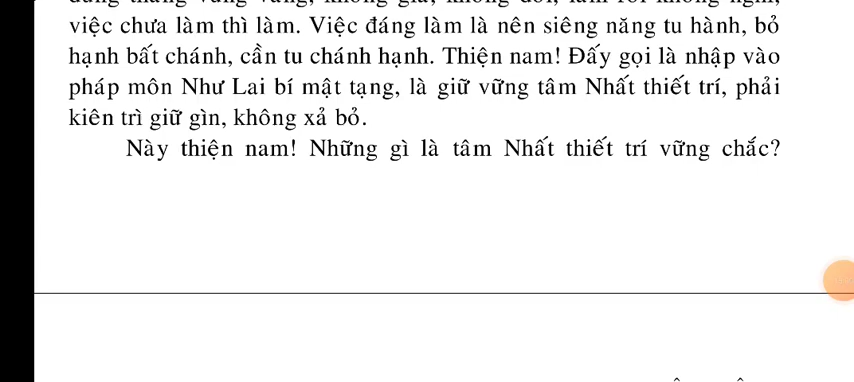 việc chưa làm thì làm. Việc đáng làm là nên siêng năng tu hành, bỏ
hạnh bất chánh, cần tu chánh hạnh. Thiện nam! Đấy gọi là nhập vào
pháp môn Như Lai bí mật tạng, là giữ vững tâm Nhất thiết trí, phải
kiên trì giữ gìn, không xả bỏ.
Này thiện nam! Những gì là tâm Nhất thiết trí vững chắc?